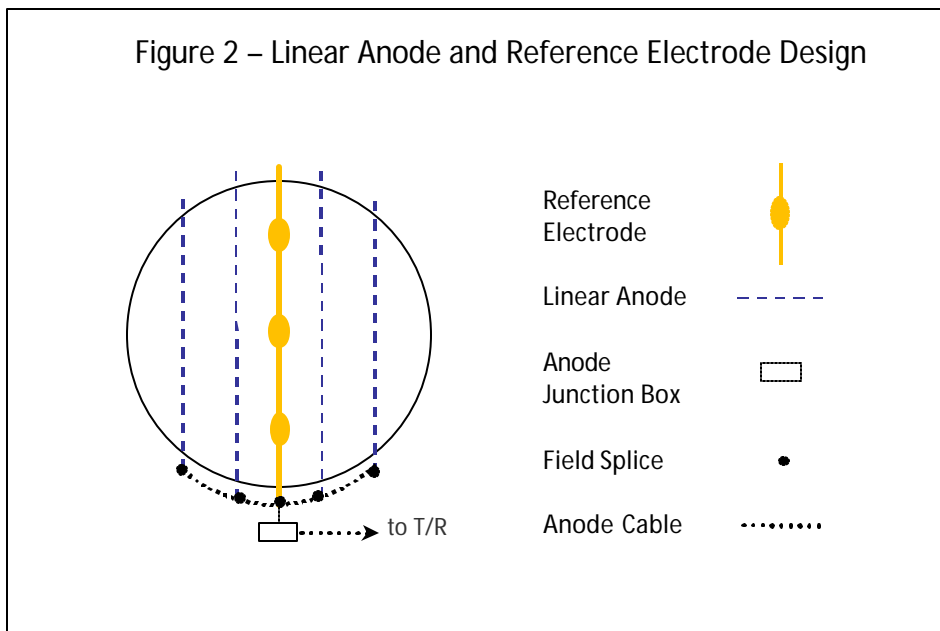 Figure 2 – Linear Anode and Reference Electrode Design
Reference
Electrode
Linear Anode
Anode
Junction Box
Field Splice
Anode Cable
to T/R